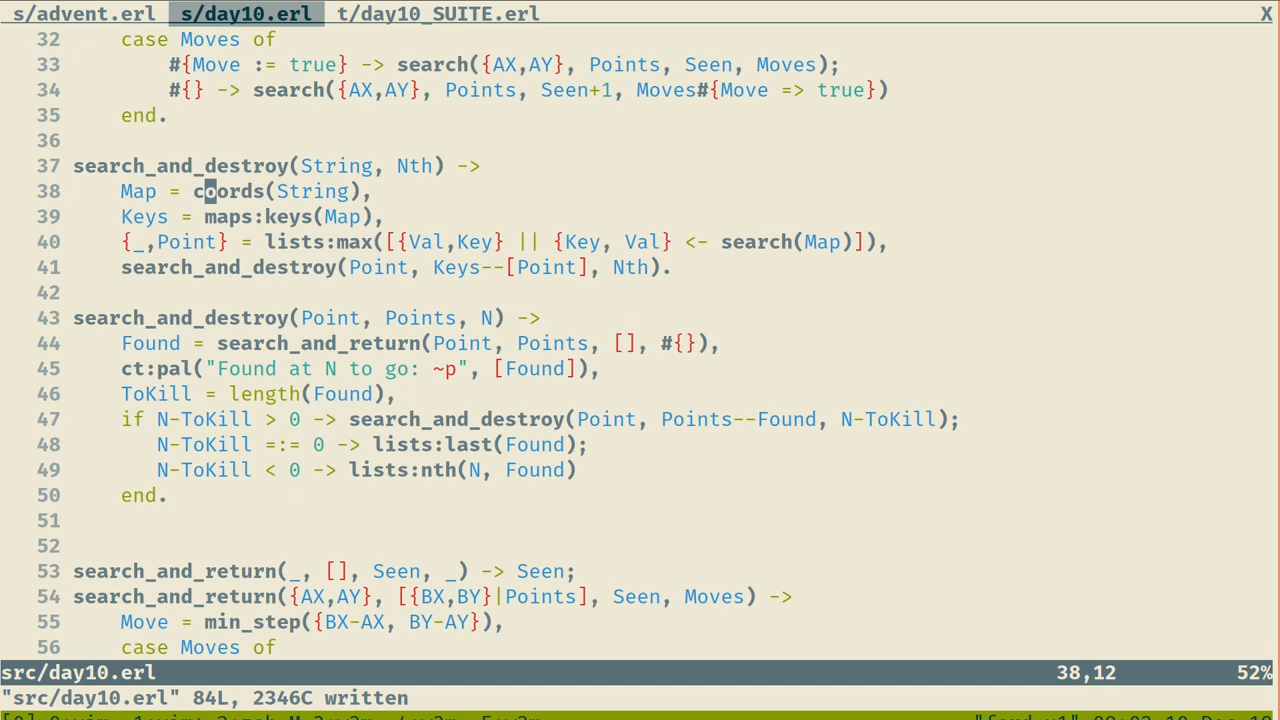 s/advent.erl s/day10.erl t/day10_SUITE.erl X
32 case Moves of
33 #{Move := true} -> search({AX,AY}, Points, Seen, Moves);
34 #{} -> search({AX,AY}, Points, Seen+1, Moves#{Move => true})
35 end.
36
37 search_and_destroy(String, Nth) ->
38 Map = coords(String),
39 Keys = maps:keys(Map),
40 {_,Point} = lists:max([{Val,Key} || {Key, Val} <- search(Map)]),
41 search_and_destroy(Point, Keys--[Point], Nth).
42
43 search_and_destroy(Point, Points, N) ->
44 Found = search_and_return(Point, Points, [], #{}),
45 ct:pal("Found at N to go: ~p", [Found]),
46 ToKill = length(Found),
47 if N-ToKill > 0 -> search_and_destroy(Point, Points--Found, N-ToKill);
48 N-ToKill =:= 0 -> lists:last(Found);
49 N-ToKill < 0 -> lists:nth(N, Found)
50 end.
51
52
53 search_and_return(_, [], Seen, _) -> Seen;
54 search_and_return({AX,AY}, [{BX,BY}|Points], Seen, Moves) ->
55 Move = min_step({BX-AX, BY-AY}),
56 case Moves of
src/day10.erl 38,12 52%
"src/day10.erl" 84L, 2346C written